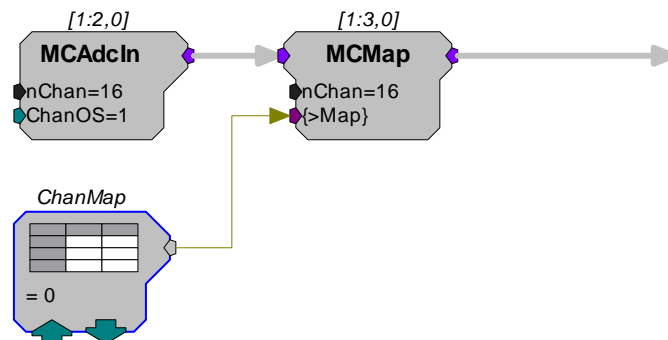 [1:2,0]
[1:3,0]
MCAdcIn
MCMap
nChan=16
nChan=16
ChanOS=1
{>Map}
ChanMap
= 0